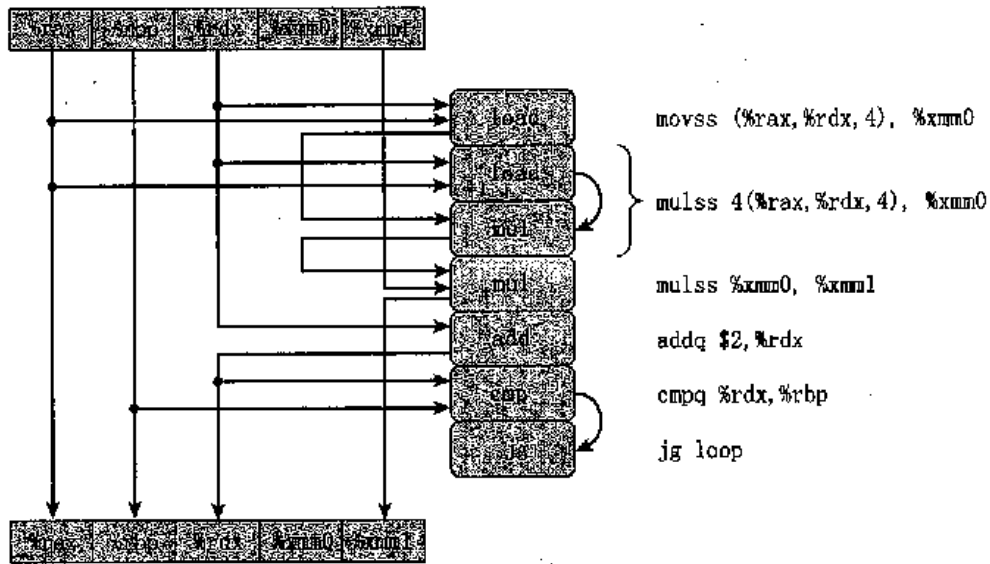 %rax %rbp %rdx %xmm0 %xmm1
load
movss (%rax,%rdx,4), %xmm0
load
mul
mulss 4(%rax,%rdx,4), %xmm0
mul
mulss %xmm0, %xmm1
add
addq $2,%rdx
cmp
cmpq %rdx,%rbp
jg
jg loop
%rax %rbp %rdx %xmm0 %xmm1